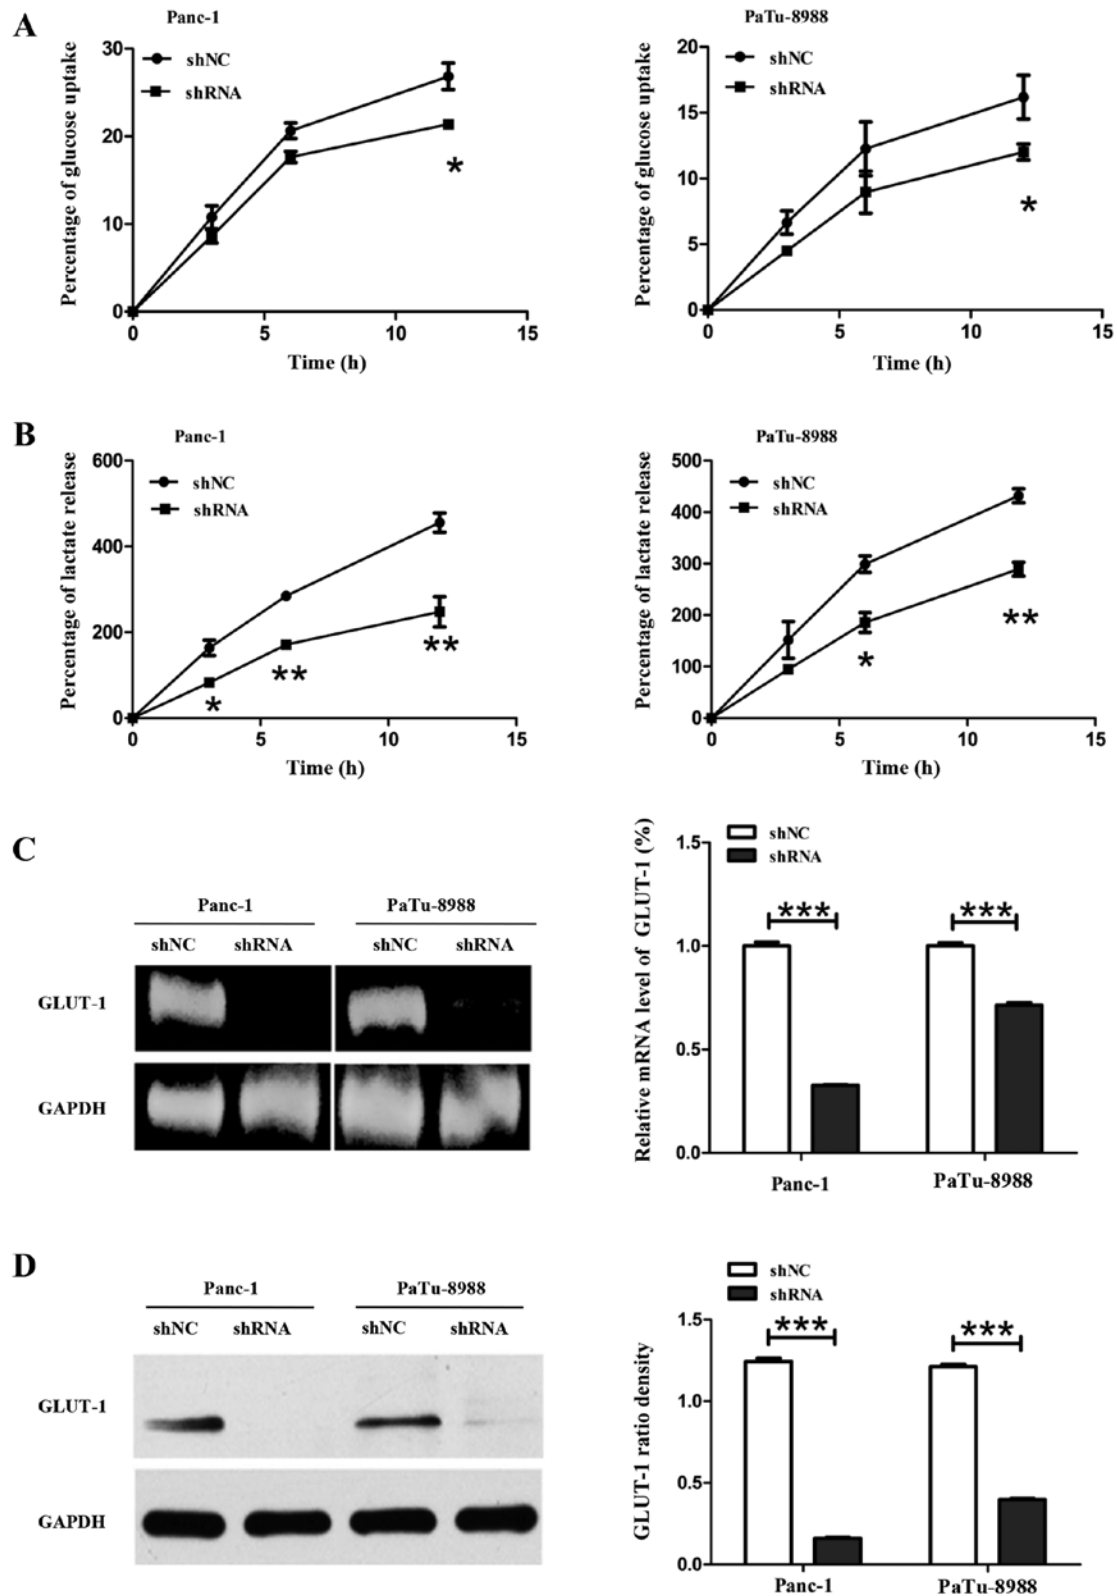 A
Panc-1
Percentage of glucose uptake
30
20
10
0
shNC
shRNA
*
0 5 10 15
Time (h)
PaTu-8988
Percentage of glucose uptake
20
15
10
5
0
shNC
shRNA
*
0 5 10 15
Time (h)
B
Panc-1
Percentage of lactate release
600
400
200
0
shNC
shRNA
*
**
**
0 5 10 15
Time (h)
PaTu-8988
Percentage of lactate release
500
400
300
200
100
0
shNC
shRNA
*
**
0 5 10 15
Time (h)
C
Panc-1 PaTu-8988
shNC shRNA shNC shRNA
GLUT-1
GAPDH
Relative mRNA level of GLUT-1 (%)
1.5
1.0
0.5
0.0
shNC
shRNA
*** ***
Panc-1 PaTu-8988
D
Panc-1 PaTu-8988
shNC shRNA shNC shRNA
GLUT-1
GAPDH
GLUT-1 ratio density
1.5
1.0
0.5
0.0
shNC
shRNA
*** ***
Panc-1 PaTu-8988